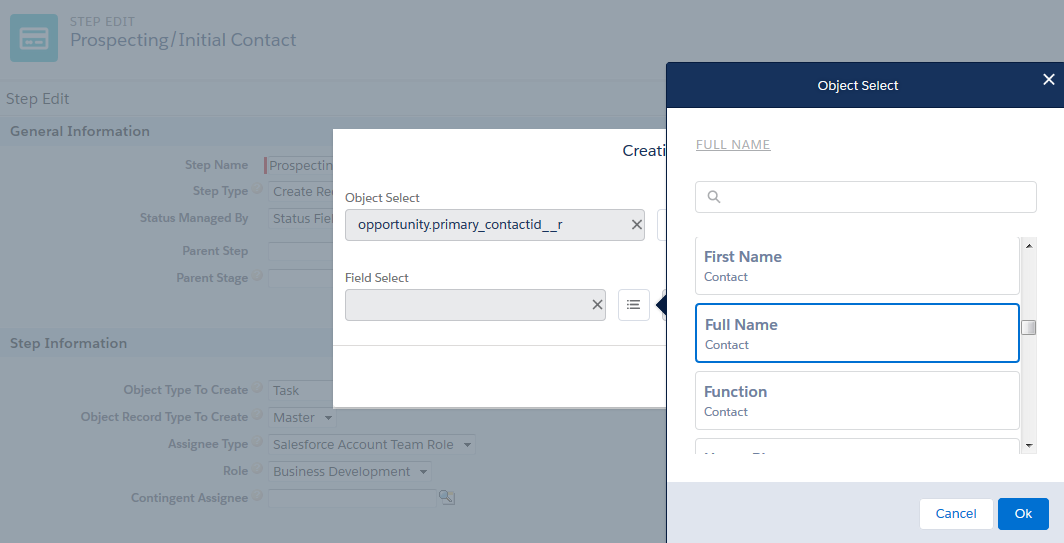 STEP EDIT
Prospecting/Initial Contact
Step Edit
General Information
Step Name
Prospectin
Step Type
Create Re
Status Managed By
Status Fiel
Parent Step
Parent Stage
Step Information
Object Type To Create
Task
Object Record Type To Create
Master
Assignee Type
Salesforce Account Team Role
Role
Business Development
Contingent Assignee
Creati
Object Select
opportunity.primary_contactid__r
Field Select
Object Select
FULL NAME
First Name
Contact
Full Name
Contact
Function
Contact
Cancel
Ok